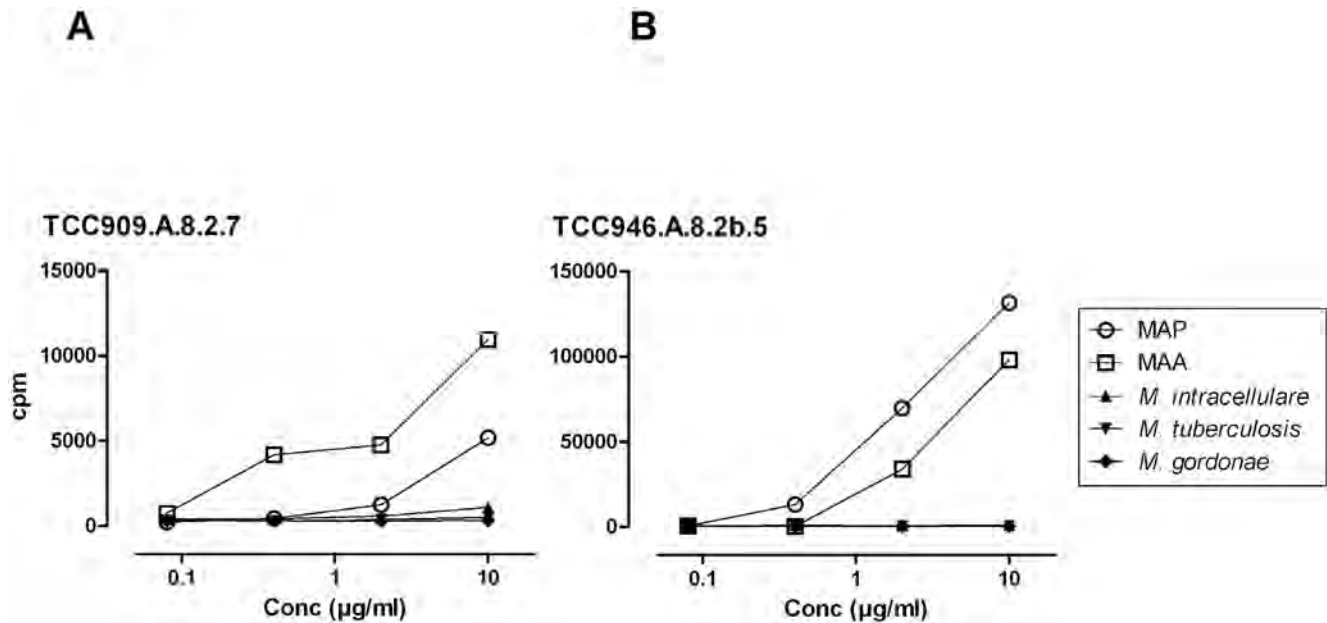 A
B
TCC909.A.8.2.7
TCC946.A.8.2b.5
15000
10000
5000
0
cpm
0.1
1
10
Conc (µg/ml)
150000
100000
50000
0
0.1
1
10
Conc (µg/ml)
MAP
MAA
M. intracellulare
M. tuberculosis
M. gordonae